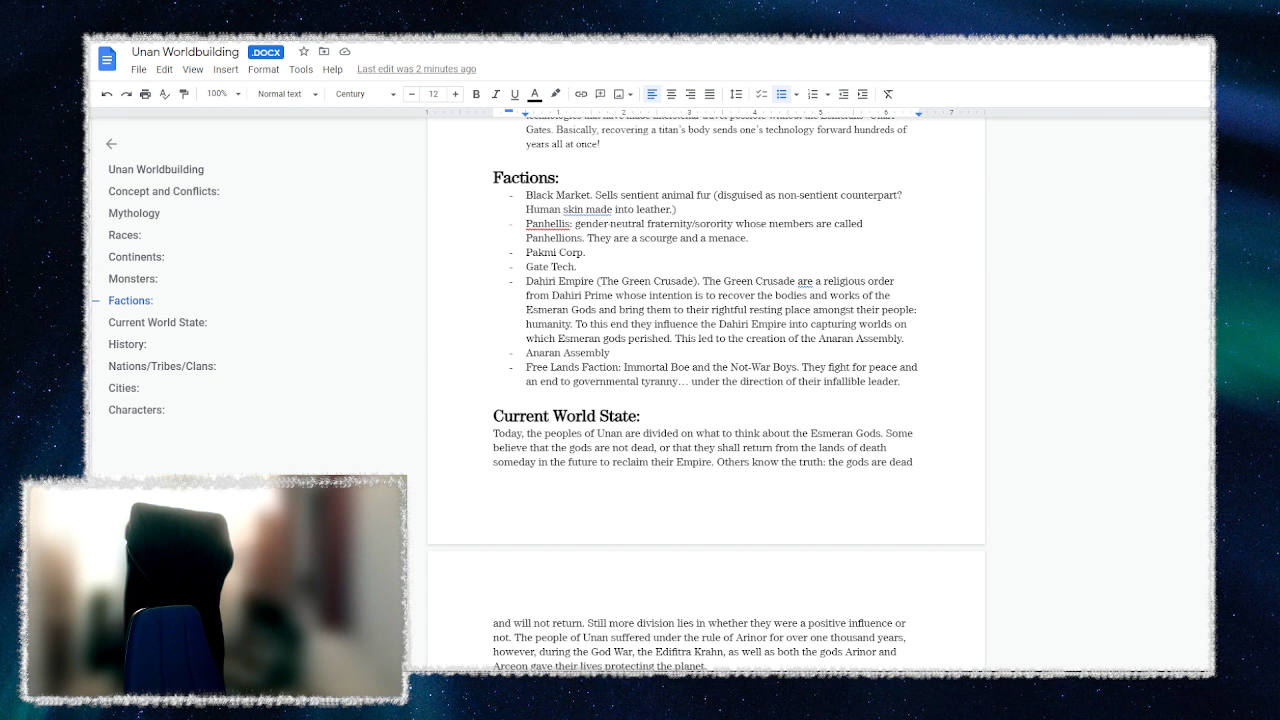 Unan Worldbuilding .DOCX
File Edit View Insert Format Tools Help Last edit was 2 minutes ago
100% Normal text Century 12
1 1 2 3 4 5 6 7
Unan Worldbuilding
Concept and Conflicts:
Mythology
Races:
Continents:
Monsters:
Factions:
Current World State:
History:
Nations/Tribes/Clans:
Cities:
Characters:
Gates. Basically, recovering a titan's body sends one's technology forward hundreds of
years all at once!
Factions:
- Black Market. Sells sentient animal fur (disguised as non-sentient counterpart?
Human skin made into leather.)
- Panhellis: gender-neutral fraternity/sorority whose members are called
Panhellions. They are a scourge and a menace.
- Pakmi Corp.
- Gate Tech.
- Dahiri Empire (The Green Crusade). The Green Crusade are a religious order
from Dahiri Prime whose intention is to recover the bodies and works of the
Esmeran Gods and bring them to their rightful resting place amongst their people:
humanity. To this end they influence the Dahiri Empire into capturing worlds on
which Esmeran gods perished. This led to the creation of the Anaran Assembly.
- Anaran Assembly
- Free Lands Faction: Immortal Boe and the Not-War Boys. They fight for peace and
an end to governmental tyranny… under the direction of their infallible leader.
Current World State:
Today, the peoples of Unan are divided on what to think about the Esmeran Gods. Some
believe that the gods are not dead, or that they shall return from the lands of death
someday in the future to reclaim their Empire. Others know the truth: the gods are dead
and will not return. Still more division lies in whether they were a positive influence or
not. The people of Unan suffered under the rule of Arinor for over one thousand years,
however, during the God War, the Edifitra Krahn, as well as both the gods Arinor and
Arceon gave their lives protecting the planet.